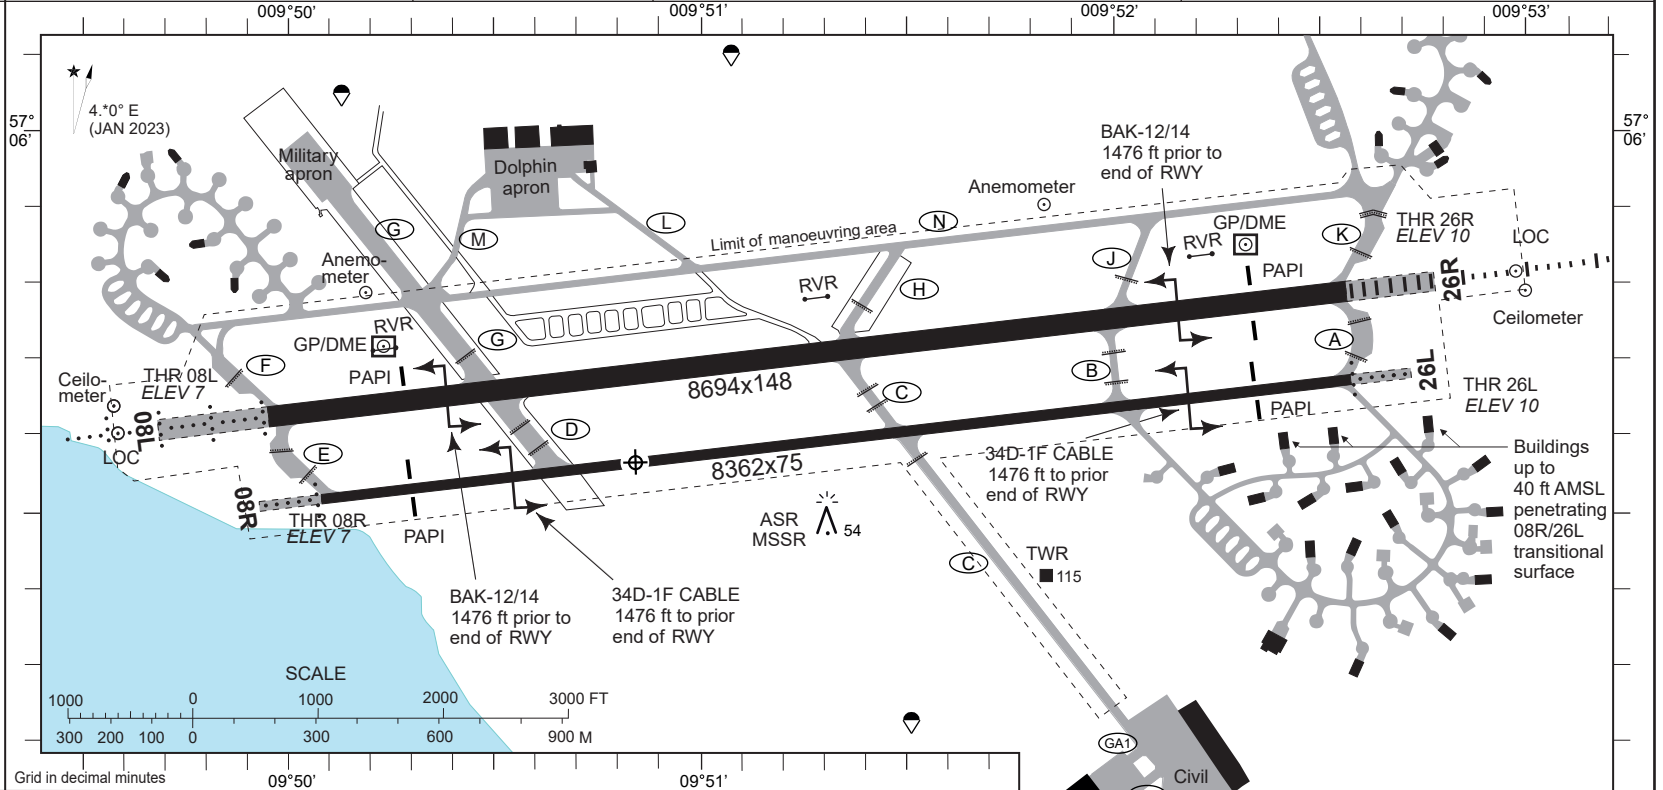 009°50'
009°51'
009°52'
009°53'
57°
06'
57°
06'
4.*0° E
(JAN 2023)
Military
apron
Dolphin
apron
BAK-12/14
1476 ft prior to
end of RWY
Anemometer
G
M
L
N
Limit of manoeuvring area
GP/DME
RVR
K
THR 26R
ELEV 10
LOC
J
Anemo-
meter
RVR
H
PAPI
26R
Ceilometer
RVR
GP/DME
G
F
PAPI
THR 08L
ELEV 7
Ceilo-
meter
A
B
26L
THR 26L
ELEV 10
8694x148
C
PAPI
08L
LOC
D
E
34D-1F CABLE
1476 ft to prior
end of RWY
8362x75
Buildings
up to
40 ft AMSL
penetrating
08R/26L
transitional
surface
08R
THR 08R
ELEV 7
PAPI
ASR
MSSR
54
C
TWR
115
BAK-12/14
1476 ft prior to
end of RWY
34D-1F CABLE
1476 ft to prior
end of RWY
SCALE
1000 0 1000 2000 3000 FT
300 200 100 0 300 600 900 M
GA1
Civil
Grid in decimal minutes
09°50'
09°51'